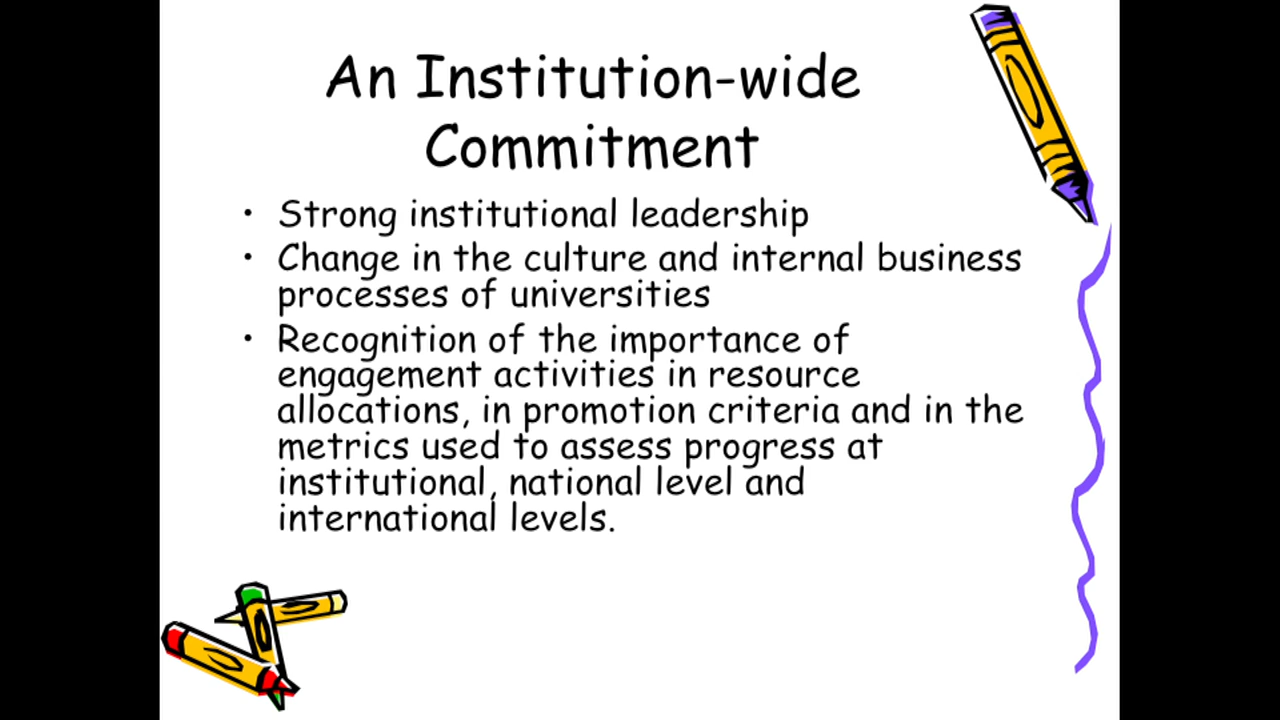 An Institution-wide
Commitment
• Strong institutional leadership
• Change in the culture and internal business
processes of universities
• Recognition of the importance of
engagement activities in resource
allocations, in promotion criteria and in the
metrics used to assess progress at
institutional, national level and
international levels.